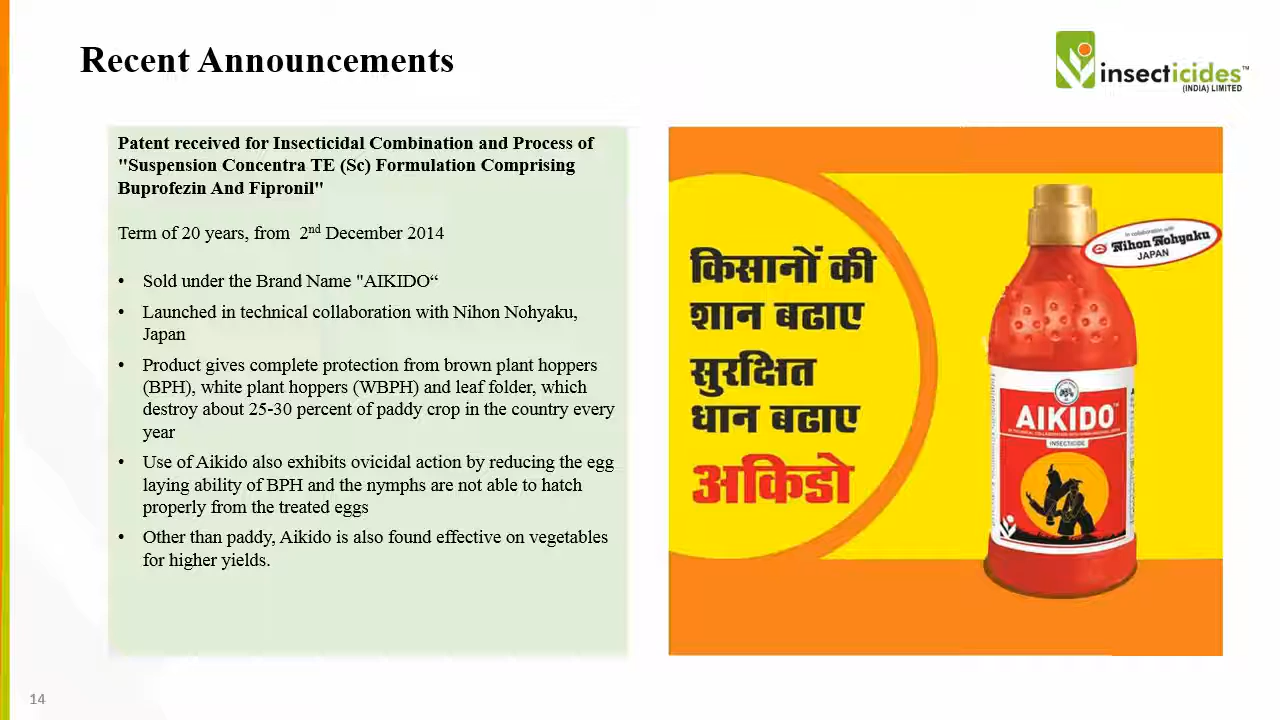 Recent Announcements
insecticides™
(INDIA) LIMITED
Patent received for Insecticidal Combination and Process of
"Suspension Concentra TE (Sc) Formulation Comprising
Buprofezin And Fipronil"
Term of 20 years, from 2nd December 2014
• Sold under the Brand Name "AIKIDO“
• Launched in technical collaboration with Nihon Nohyaku,
Japan
• Product gives complete protection from brown plant hoppers
(BPH), white plant hoppers (WBPH) and leaf folder, which
destroy about 25-30 percent of paddy crop in the country every
year
• Use of Aikido also exhibits ovicidal action by reducing the egg
laying ability of BPH and the nymphs are not able to hatch
properly from the treated eggs
• Other than paddy, Aikido is also found effective on vegetables
for higher yields.
किसानों की
शान बढाए
सुरक्षित
धान बढाए
अकिडो
In collaboration with
Nihon Nohyaku
JAPAN
AIKIDO™
INSECTICIDE
14